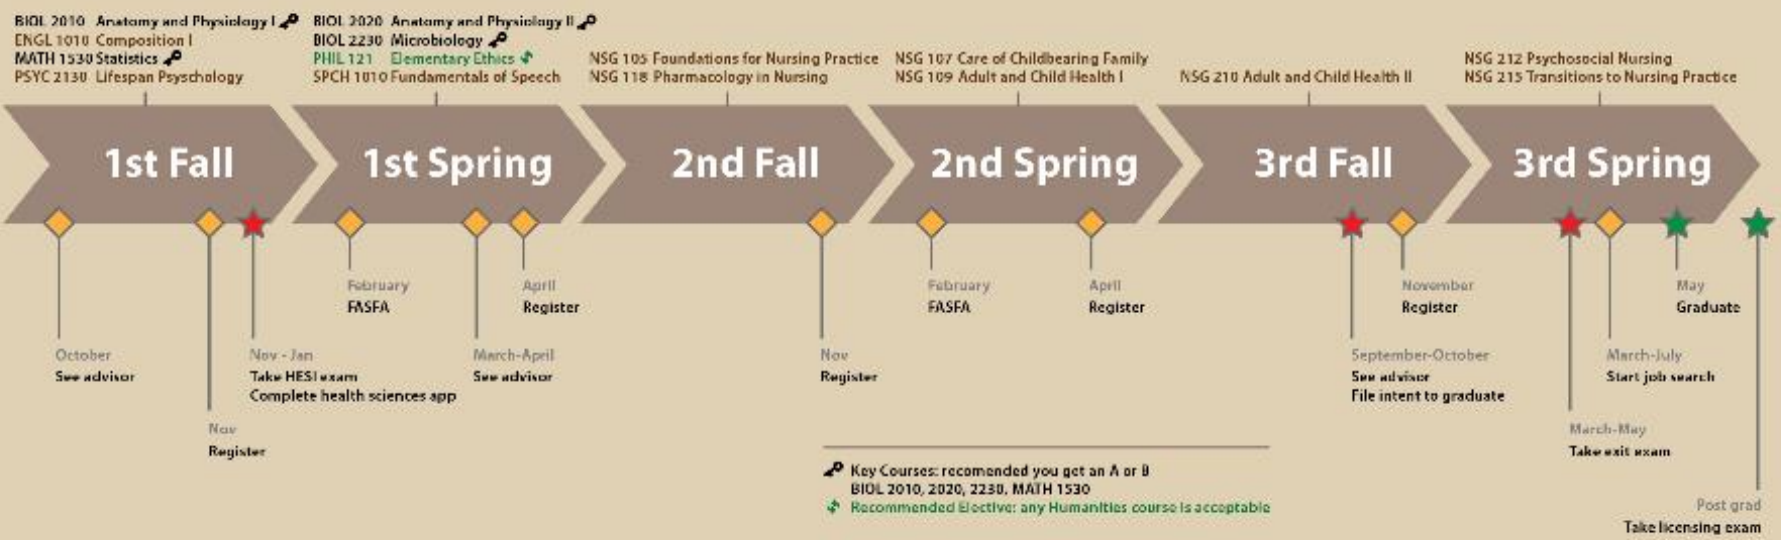 BIOL 2010 Anatomy and Physiology I
ENGL 1010 Composition I
MATH 1530 Statistics
PSYC 2130 Lifespan Psyschology
BIOL 2020 Anatomy and Physiology II
BIOL 2230 Microbiology
PHIL 121 Elementary Ethics
SPCH 1010 Fundamentals of Speech
NSG 105 Foundations for Nursing Practice
NSG 118 Pharmacology in Nursing
NSG 107 Care of Childbearing Family
NSG 109 Adult and Child Health I
NSG 210 Adult and Child Health II
NSG 212 Psychosocial Nursing
NSG 215 Transitions to Nursing Practice
1st Fall
1st Spring
2nd Fall
2nd Spring
3rd Fall
3rd Spring
October
See advisor
Nov
Register
Nov - Jan
Take HESI exam
Complete health sciences app
February
FASFA
March-April
See advisor
April
Register
Nov
Register
February
FASFA
April
Register
September-October
See advisor
File intent to graduate
November
Register
March-May
Take exit exam
March-July
Start job search
May
Graduate
Post grad
Take licensing exam
Key Courses: recomended you get an A or B
BIOL 2010, 2020, 2230, MATH 1530
Recommended Elective: any Humanities course is acceptable